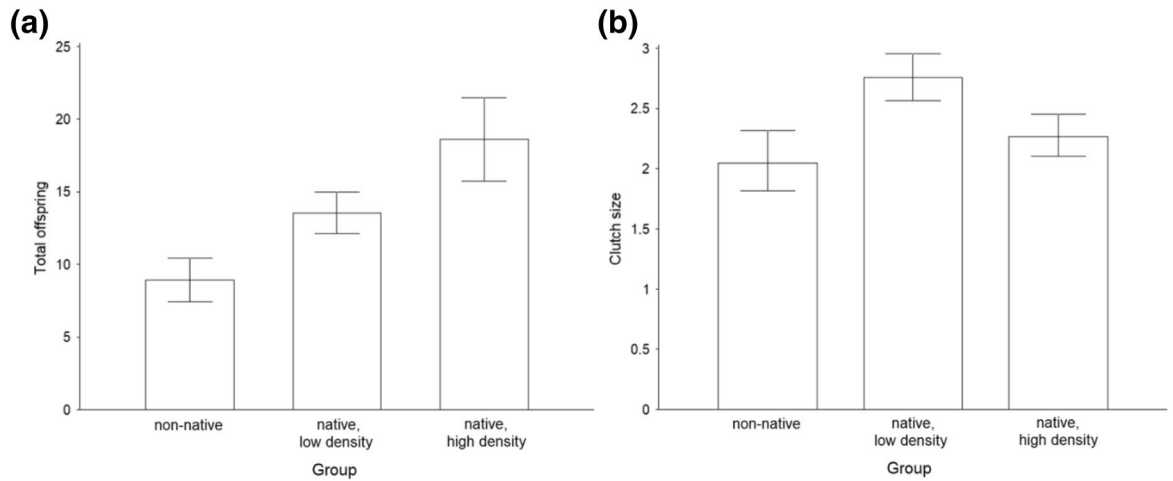 (a)
25
20
15
10
5
0
Total offspring
non-native
native,
low density
native,
high density
Group
(b)
3
2.5
2
1.5
1
0.5
0
Clutch size
non-native
native,
low density
native,
high density
Group